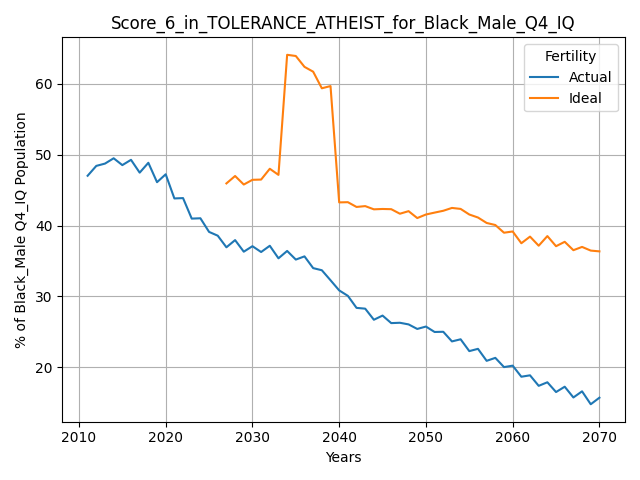 Score_6_in_TOLERANCE_ATHEIST_for_Black_Male_Q4_IQ
Fertility
Actual
Ideal
% of Black_Male Q4_IQ Population
60
50
40
30
20
2010 2020 2030 2040 2050 2060 2070
Years